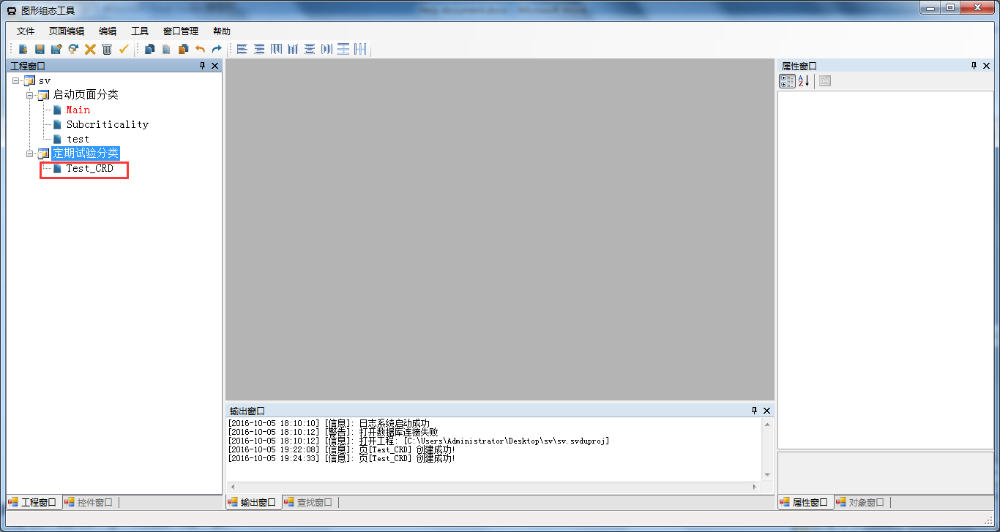 图形组态工具
文件 页面编辑 编辑 工具 窗口管理 帮助
工程窗口
sv
启动页面分类
Main
Subcriticality
test
定期试验分类
Test_CRD
工程窗口 控件窗口
输出窗口
[2016-10-05 18:10:10] [信息]: 日志系统启动成功
[2016-10-05 18:10:12] [警告]: 打开数据库连接失败
[2016-10-05 18:10:12] [信息]: 打开工程: [C:\Users\Administrator\Desktop\sv\sv.svduproj]
[2016-10-05 19:22:08] [信息]: 页[Test_CRD] 创建成功!
[2016-10-05 19:24:33] [信息]: 页[Test_CRD] 创建成功!
输出窗口 查找窗口
属性窗口
属性窗口 对象窗口